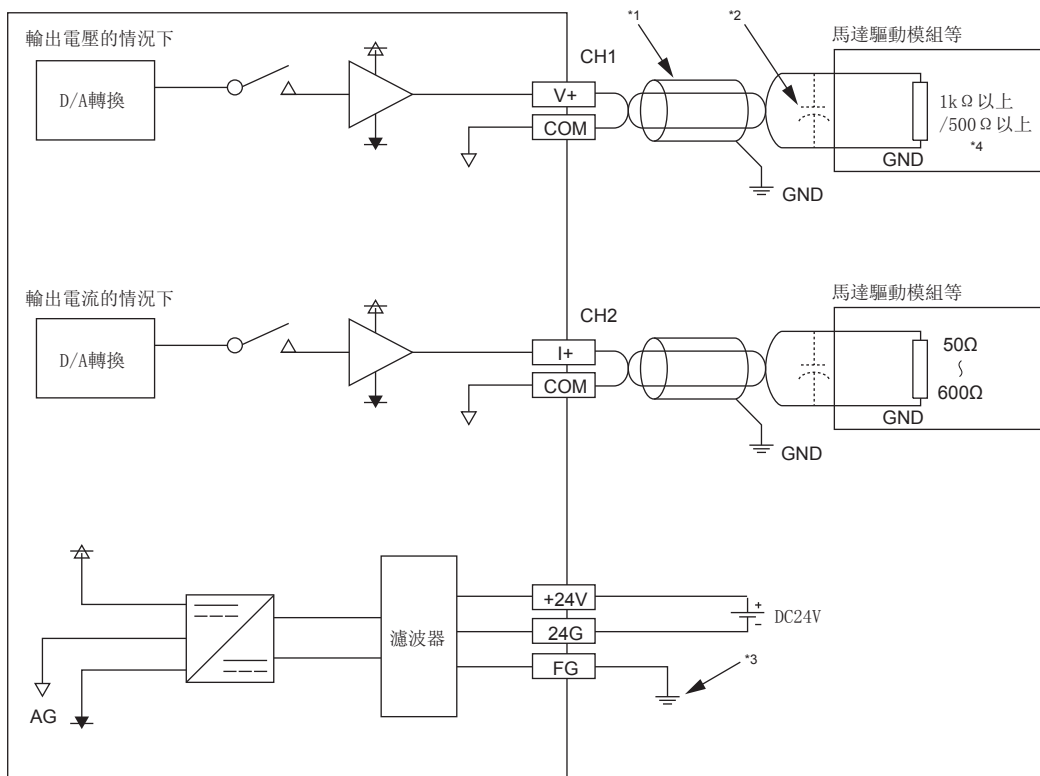 輸出電壓的情況下
D/A轉換
CH1
V+
COM
*1
*2
GND
馬達驅動模組等
1kΩ以上
/500Ω以上
*4
GND
輸出電流的情況下
D/A轉換
CH2
I+
COM
GND
馬達驅動模組等
50Ω
~
600Ω
GND
AG
濾波器
+24V
24G
FG
+
−
DC24V
*3